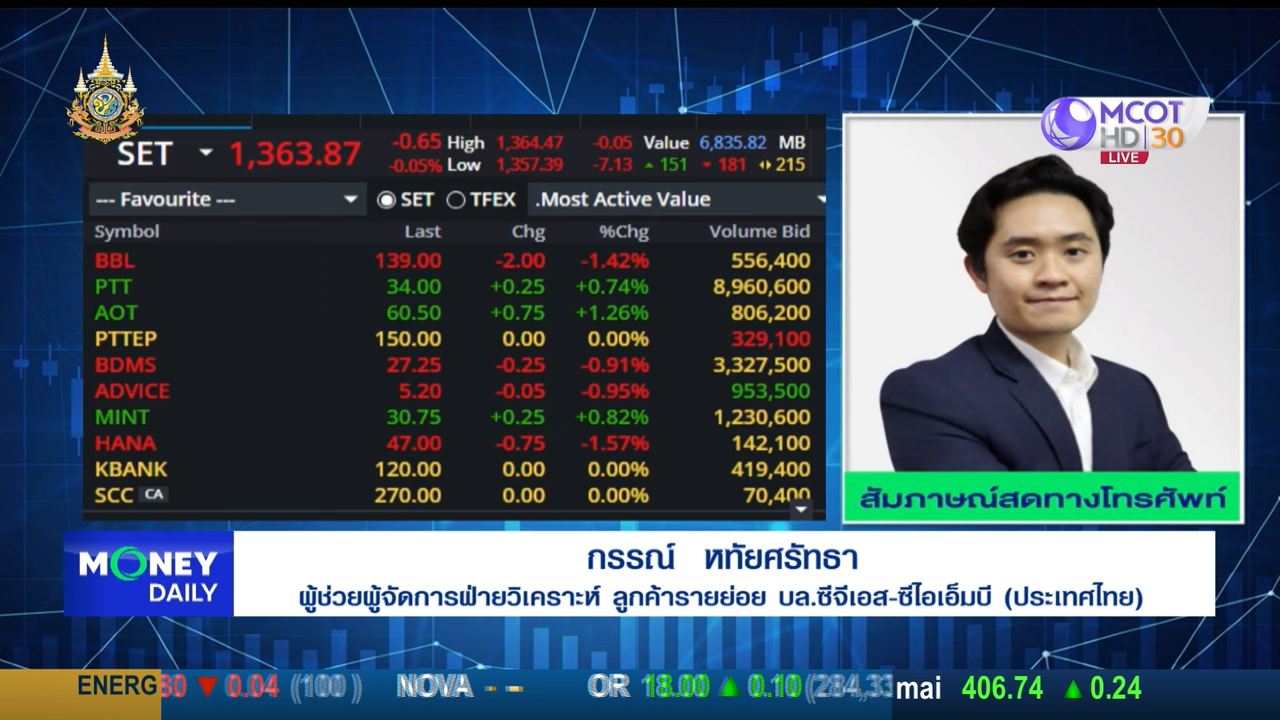 MCOT
HD 30
LIVE
SET 1,363.87 -0.65 High 1,364.47 -0.05 Value 6,835.82 MB
-0.05% Low 1,357.39 -7.13 151 181 215
--- Favourite --- SET TFEX .Most Active Value
Symbol Last Chg %Chg Volume Bid
BBL 139.00 -2.00 -1.42% 556,400
PTT 34.00 +0.25 +0.74% 8,960,600
AOT 60.50 +0.75 +1.26% 806,200
PTTEP 150.00 0.00 0.00% 329,100
BDMS 27.25 -0.25 -0.91% 3,327,500
ADVICE 5.20 -0.05 -0.95% 953,500
MINT 30.75 +0.25 +0.82% 1,230,600
HANA 47.00 -0.75 -1.57% 142,100
KBANK 120.00 0.00 0.00% 419,400
SCC CA 270.00 0.00 0.00% 70,400
สัมภาษณ์สดทางโทรศัพท์
MONEY
DAILY
กรรณ์ หทัยศรัทธา
ผู้ช่วยผู้จัดการฝ่ายวิเคราะห์ ลูกค้ารายย่อย บล.ซีจีเอส-ซีไอเอ็มบี (ประเทศไทย)
ENERG 30 ▼ 0.04 (100) NOVA - - OR 18.00 ▲ 0.10 (284,33 mai 406.74 ▲ 0.24